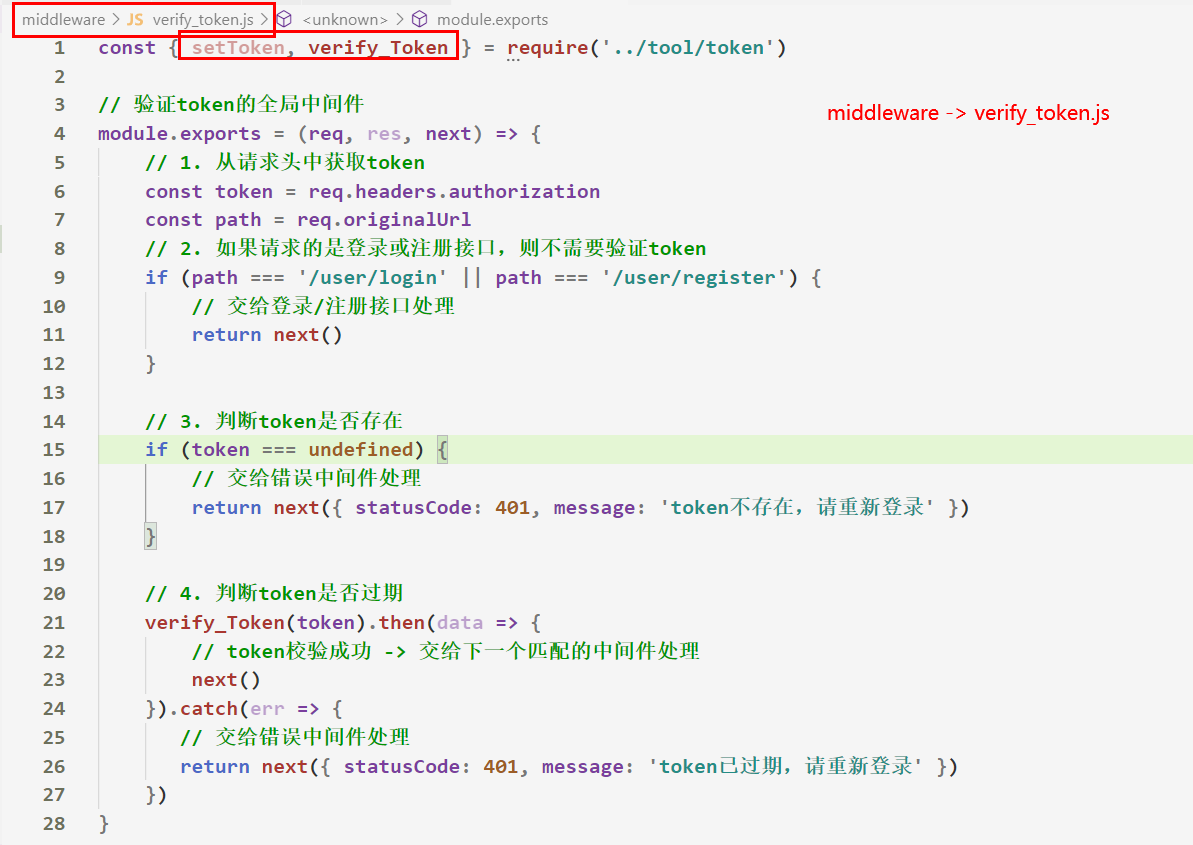 middleware > JS verify_token.js > <unknown> > module.exports
1 const { setToken, verify_Token } = require('../tool/token')
2
3 // 验证token的全局中间件
middleware -> verify_token.js
4 module.exports = (req, res, next) => {
5 // 1. 从请求头中获取token
6 const token = req.headers.authorization
7 const path = req.originalUrl
8 // 2. 如果请求的是登录或注册接口，则不需要验证token
9 if (path === '/user/login' || path === '/user/register') {
10 // 交给登录/注册接口处理
11 return next()
12 }
13
14 // 3. 判断token是否存在
15 if (token === undefined) {
16 // 交给错误中间件处理
17 return next({ statusCode: 401, message: 'token不存在，请重新登录' })
18 }
19
20 // 4. 判断token是否过期
21 verify_Token(token).then(data => {
22 // token校验成功 -> 交给下一个匹配的中间件处理
23 next()
24 }).catch(err => {
25 // 交给错误中间件处理
26 return next({ statusCode: 401, message: 'token已过期，请重新登录' })
27 })
28 }